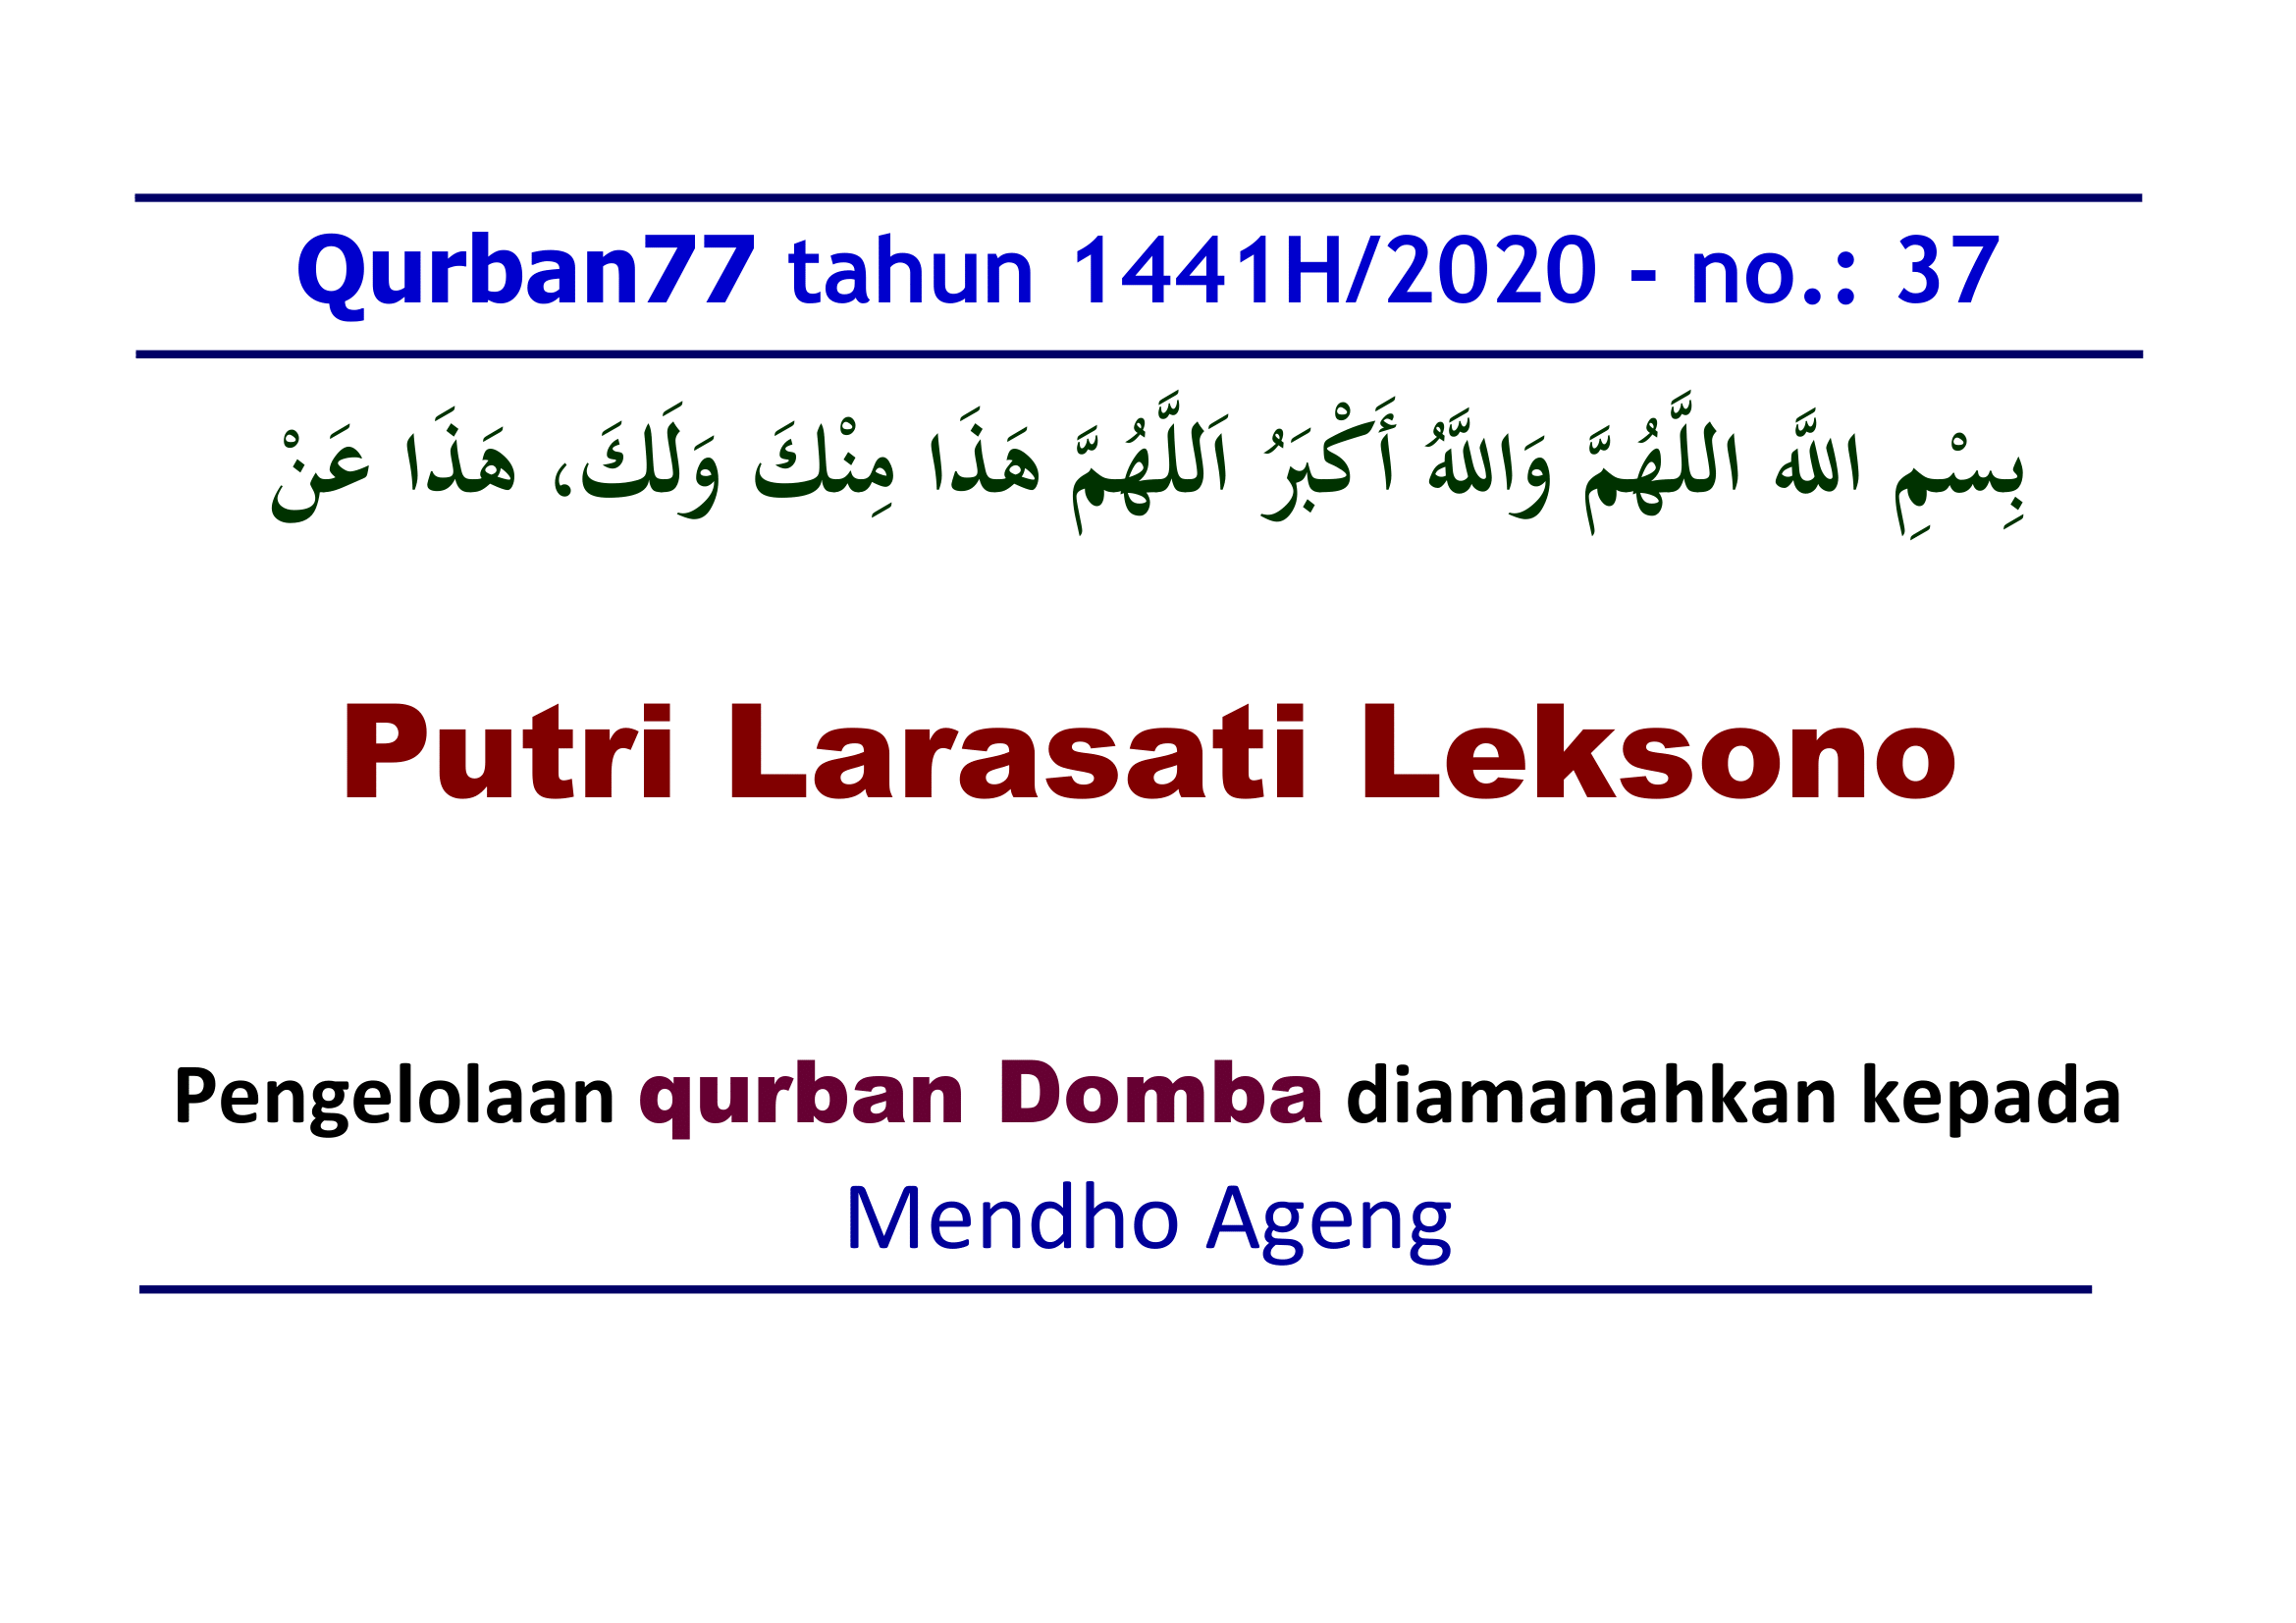 Qurban77 tahun 1441H/2020 - no.: 37
بِسْمِ اللّٰه اَللَّهُمَّ وَاللّٰهُ أَكْبَرُ اَللَّهُمَّ هَذَا مِنْكَ وَلَكَ، هَذَا عَنْ
Putri Larasati Leksono
Pengelolaan qurban Domba diamanahkan kepada
Mendho Ageng